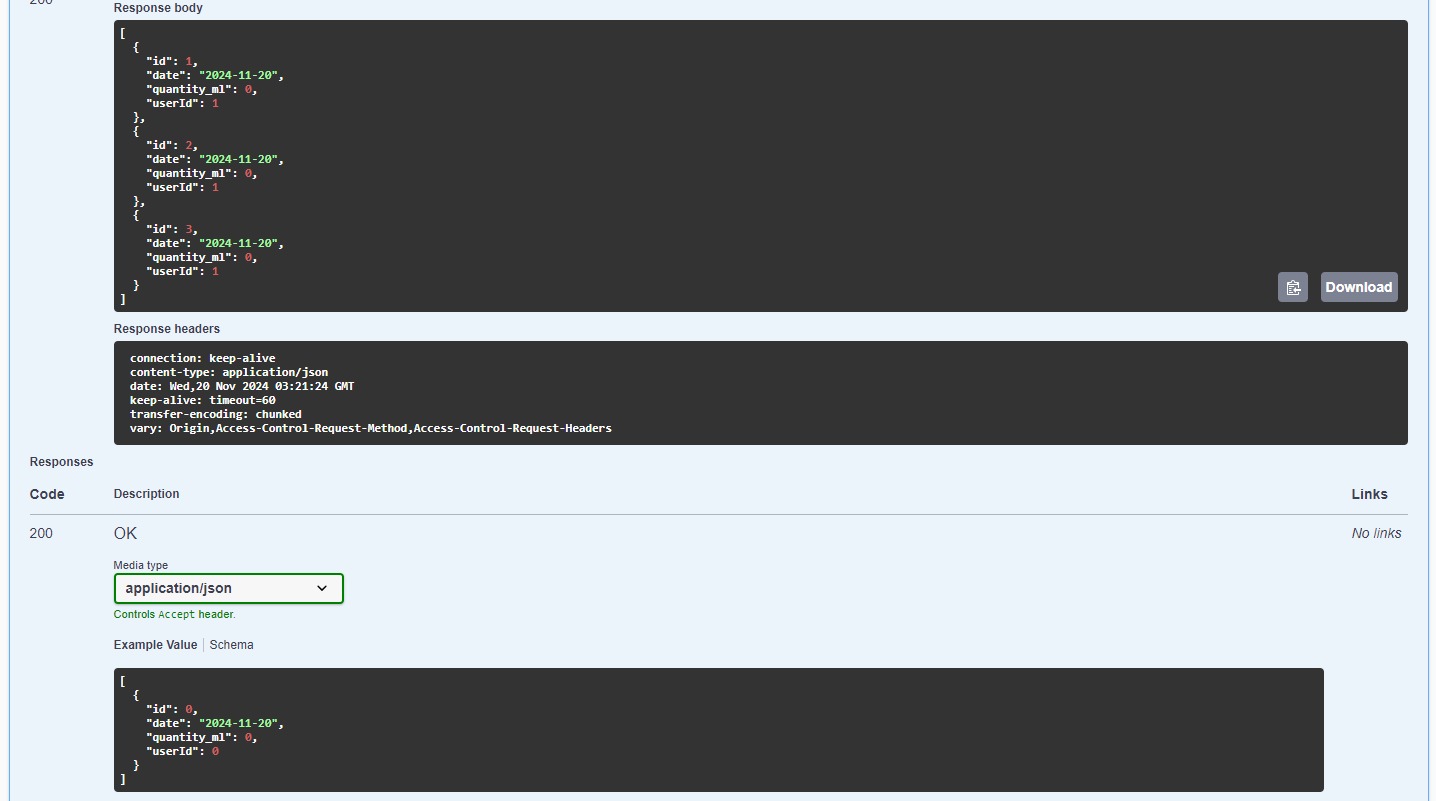 200
Response body
[
  {
    "id": 1,
    "date": "2024-11-20",
    "quantity_ml": 0,
    "userId": 1
  },
  {
    "id": 2,
    "date": "2024-11-20",
    "quantity_ml": 0,
    "userId": 1
  },
  {
    "id": 3,
    "date": "2024-11-20",
    "quantity_ml": 0,
    "userId": 1
  }
]
Download
Response headers
connection: keep-alive
content-type: application/json
date: Wed,20 Nov 2024 03:21:24 GMT
keep-alive: timeout=60
transfer-encoding: chunked
vary: Origin,Access-Control-Request-Method,Access-Control-Request-Headers
Responses
Code Description Links
200 OK No links
Media type
application/json
Controls Accept header.
Example Value Schema
[
  {
    "id": 0,
    "date": "2024-11-20",
    "quantity_ml": 0,
    "userId": 0
  }
]